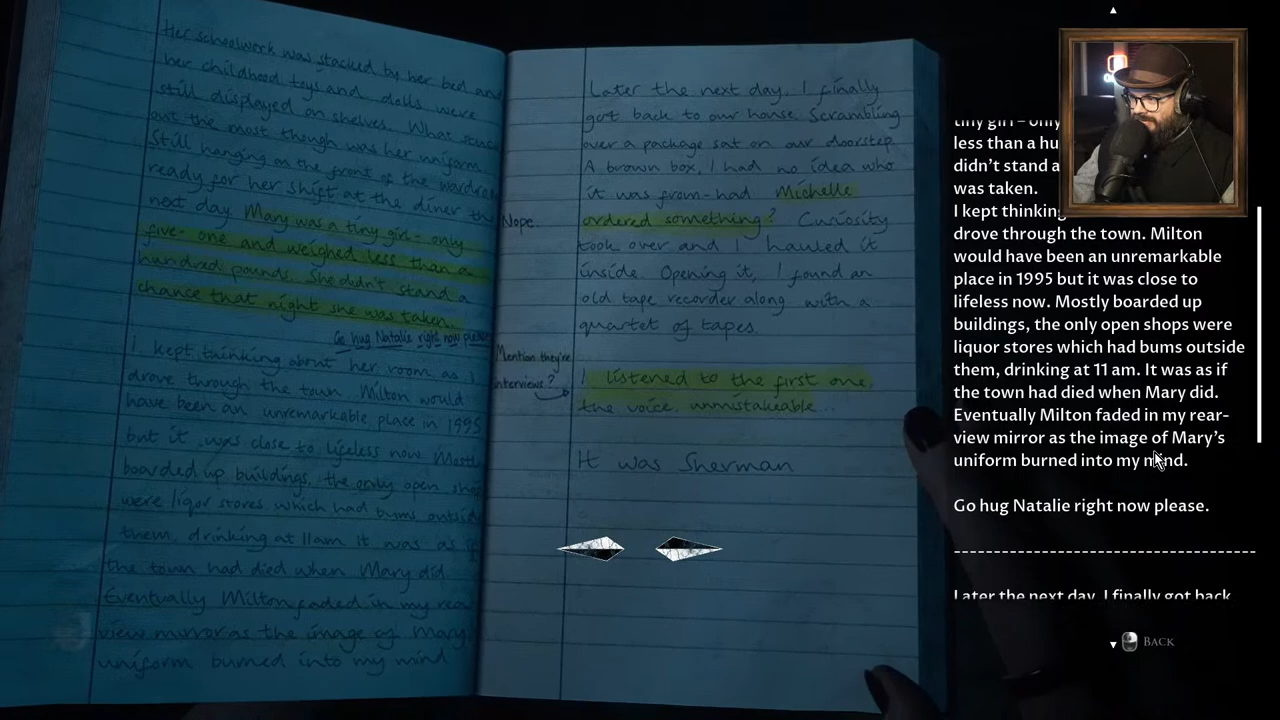 Her schoolwork was stacked by her bed and
her childhood toys and dolls were
still displayed on shelves. What stuck
out the most though was her uniform.
Still hanging on the front of the wardrobe
ready for her shift at the diner the
next day. Mary was a tiny girl - only
five-one and weighed less than a
hundred pounds. She didn't stand a
chance that night she was taken.
Go hug Natalie right now please
I kept thinking about her room as I
drove through the town. Milton would
have been an unremarkable place in 1995
but it was close to lifeless now. Mostly
boarded up buildings, the only open shops
were liqor stores which had bums outside
them, drinking at 11am. It was as if
the town had died when Mary did.
Eventually Milton faded in my rear
view mirror as the image of Mary's
uniform burned into my mind
Later the next day, I finally
got back to our house. Scrambling
over a package sat on our doorstep.
A brown box, I had no idea who
it was from - had Michelle
Nope.
ordered something? Curiosity
took over and I hauled it
inside. Opening it, I found an
old tape recorder along with a
quartet of tapes.
Mention they're
interviews?
I listened to the first one,
the voice, unmistakeable...
It was Sherman
tiny girl – only
less than a hu
didn't stand a
was taken.
I kept thinking
drove through the town. Milton
would have been an unremarkable
place in 1995 but it was close to
lifeless now. Mostly boarded up
buildings, the only open shops were
liquor stores which had bums outside
them, drinking at 11 am. It was as if
the town had died when Mary did.
Eventually Milton faded in my rear-
view mirror as the image of Mary's
uniform burned into my mind.
Go hug Natalie right now please.
-------------------------------------
Later the next day, I finally got back
BACK